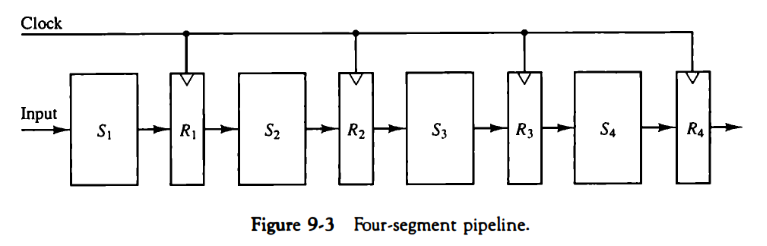 Clock
Input
S1 R1 S2 R2 S3 R3 S4 R4
Figure 9-3 Four-segment pipeline.